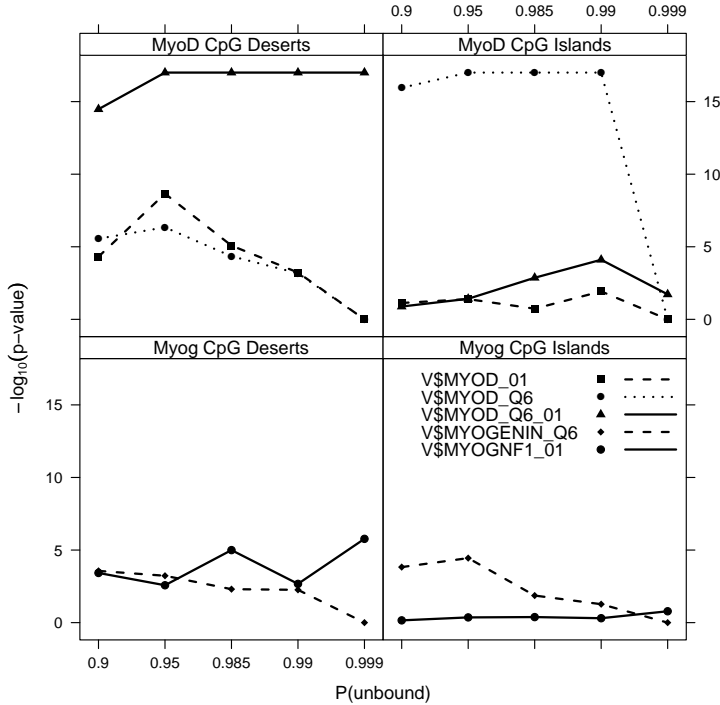 0.9 0.95 0.985 0.99 0.999
MyoD CpG Deserts MyoD CpG Islands
15
10
5
0
Myog CpG Deserts Myog CpG Islands
15
10
5
0
V$MYOD_01
V$MYOD_Q6
V$MYOD_Q6_01
V$MYOGENIN_Q6
V$MYOGNF1_01
0.9 0.95 0.985 0.99 0.999
P(unbound)
−log₁₀(p−value)